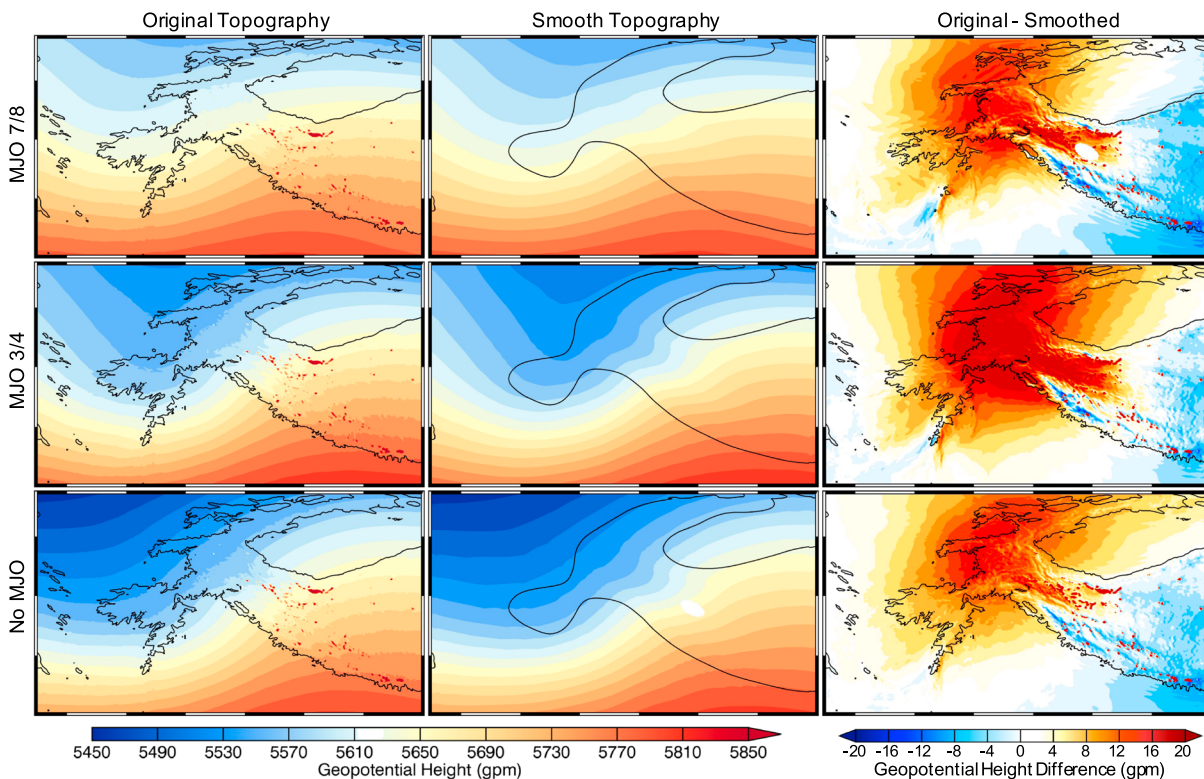 Original Topography Smooth Topography Original - Smoothed
MJO 7/8
MJO 3/4
No MJO
5450 5490 5530 5570 5610 5650 5690 5730 5770 5810 5850
Geopotential Height (gpm)
-20 -16 -12 -8 -4 0 4 8 12 16 20
Geopotential Height Difference (gpm)